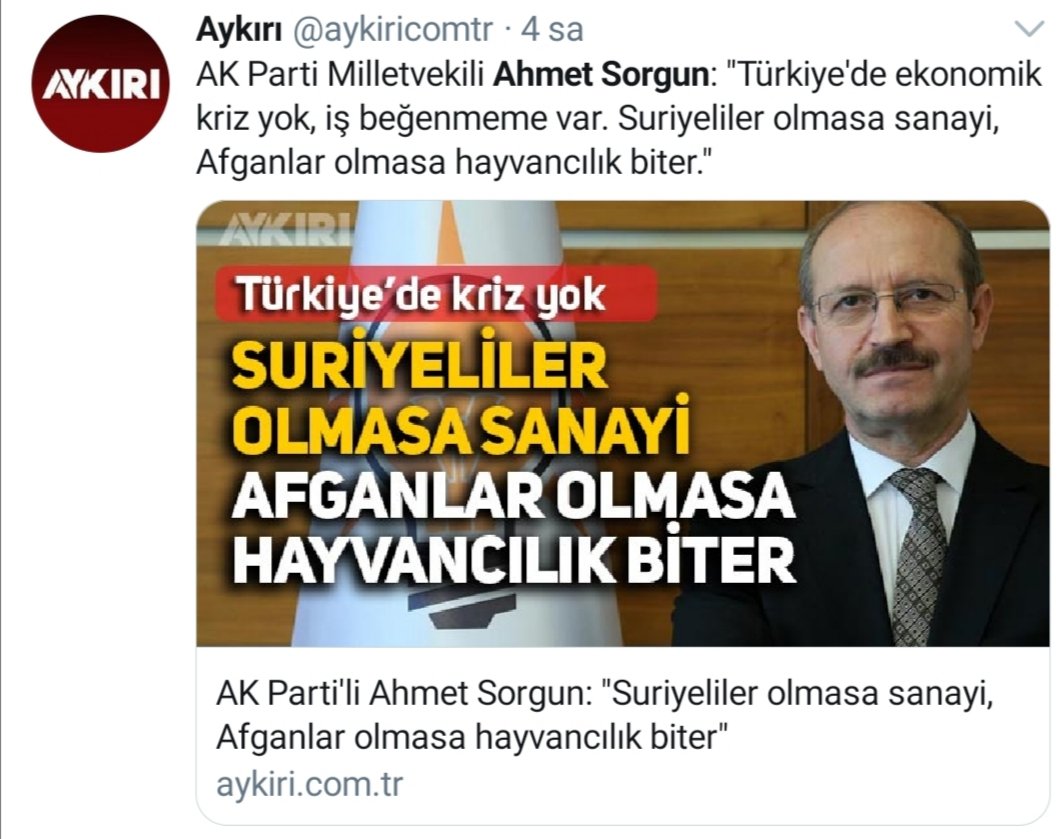 AYKIRI
Aykırı @aykiricomtr · 4 sa
AK Parti Milletvekili Ahmet Sorgun: "Türkiye'de ekonomik
kriz yok, iş beğenmeme var. Suriyeliler olmasa sanayi,
Afganlar olmasa hayvancılık biter."
AYKIRI
Türkiye'de kriz yok
SURİYELİLER
OLMASA SANAYİ
AFGANLAR OLMASA
HAYVANCILIK BİTER
AK Parti'li Ahmet Sorgun: "Suriyeliler olmasa sanayi,
Afganlar olmasa hayvancılık biter"
aykiri.com.tr